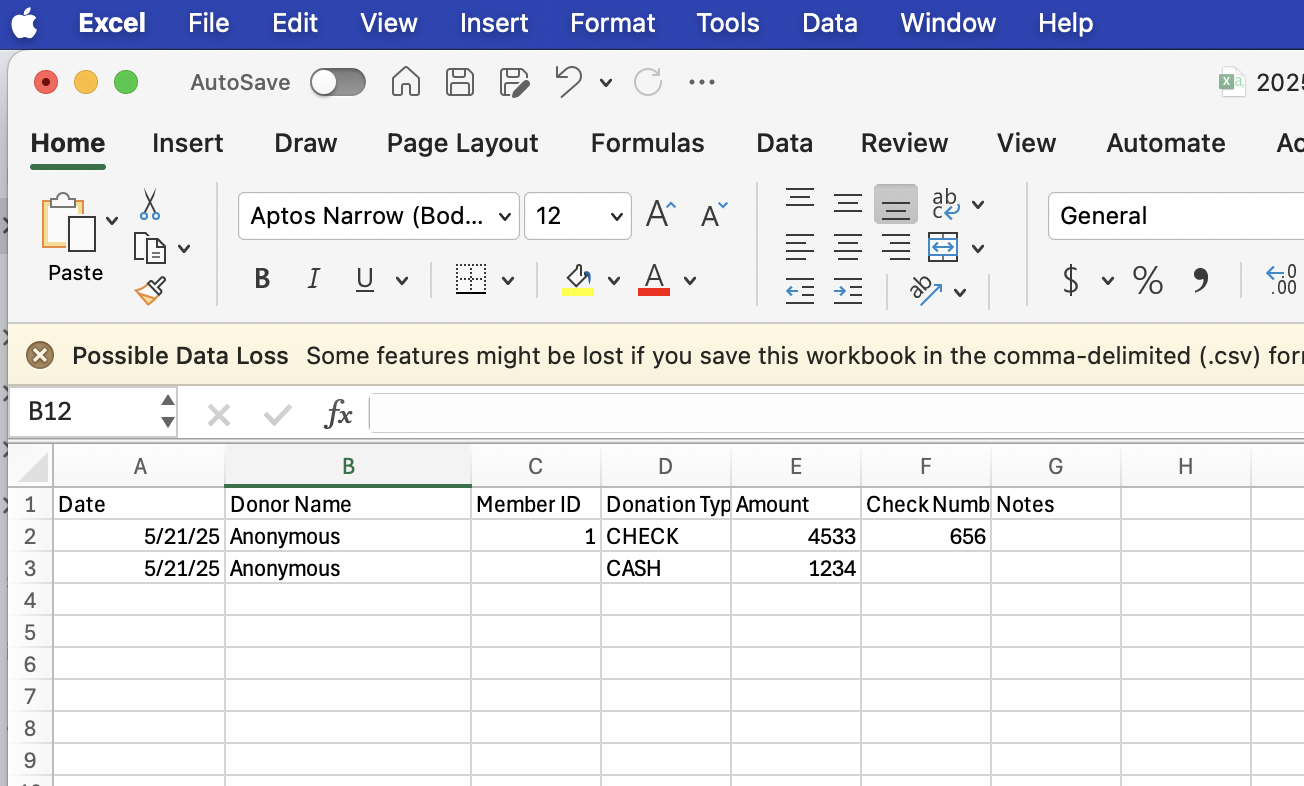 Excel File Edit View Insert Format Tools Data Window Help
AutoSave 2025
Home Insert Draw Page Layout Formulas Data Review View Automate Ac
Paste
Aptos Narrow (Bod... 12 A A
ab
c
General
B I U A
ab
$ % , 0 .00
Possible Data Loss Some features might be lost if you save this workbook in the comma-delimited (.csv) for
B12 fx
A B C D E F G H
1 Date Donor Name Member ID Donation Typ Amount Check Numb Notes
2 5/21/25 Anonymous 1 CHECK 4533 656
3 5/21/25 Anonymous CASH 1234
4
5
6
7
8
9